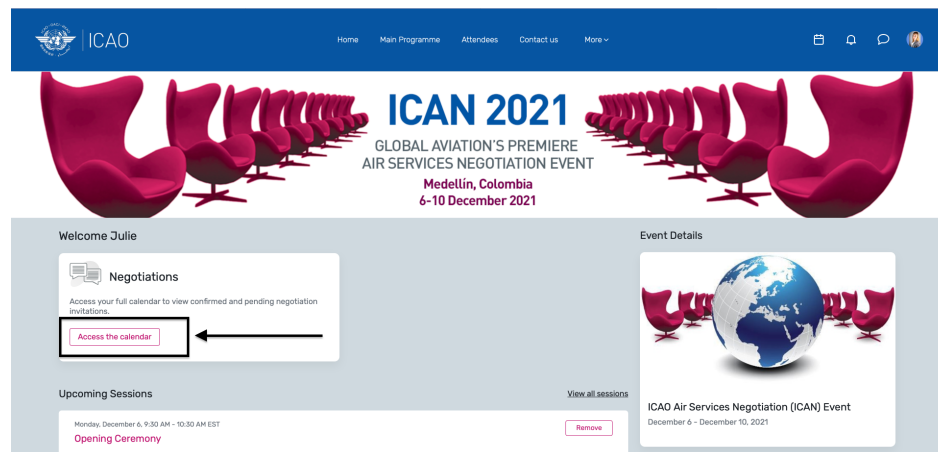 ICAO
Home Main Programme Attendees Contact us More
ICAN 2021
GLOBAL AVIATION'S PREMIERE
AIR SERVICES NEGOTIATION EVENT
Medellín, Colombia
6-10 December 2021
Welcome Julie
Negotiations
Access your full calendar to view confirmed and pending negotiation
invitations.
Access the calendar
Upcoming Sessions
View all sessions
Monday, December 6, 9:30 AM - 10:30 AM EST
Opening Ceremony
Remove
Event Details
ICAO Air Services Negotiation (ICAN) Event
December 6 - December 10, 2021